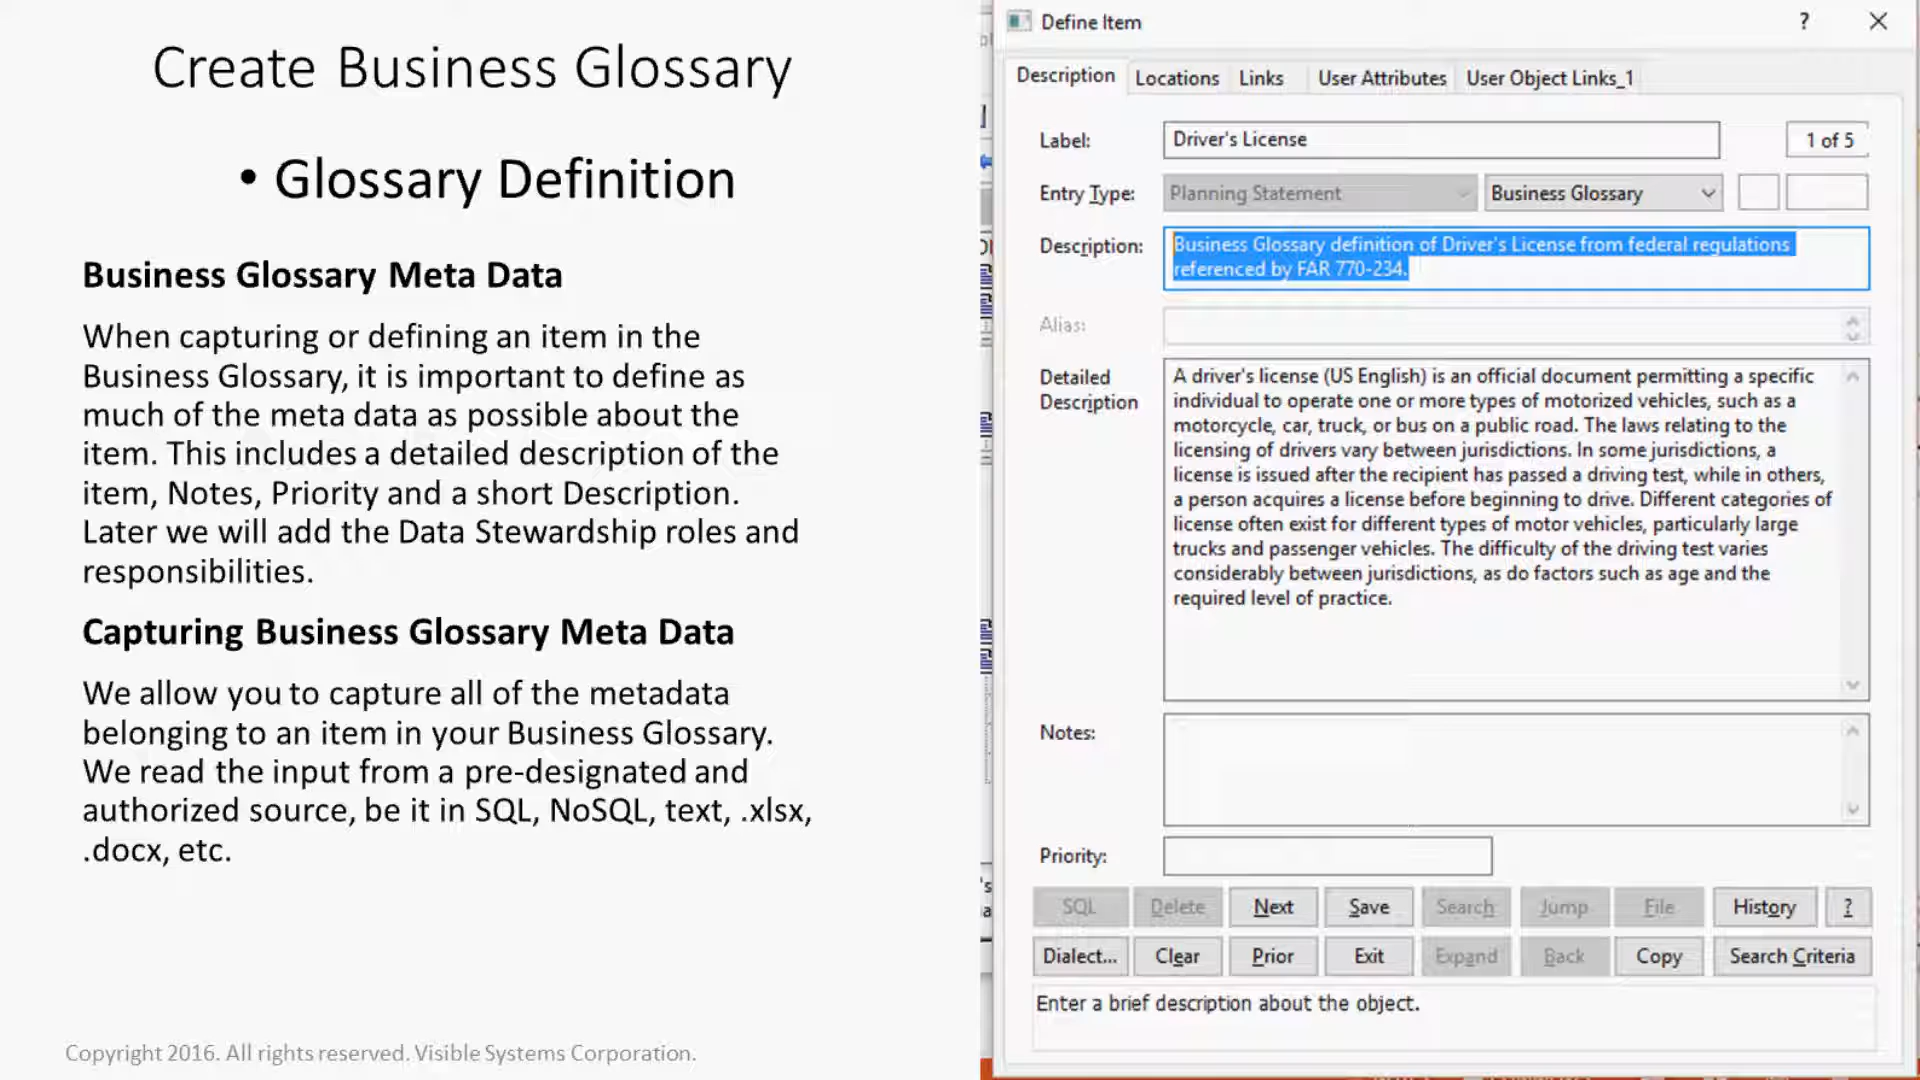 Create Business Glossary
• Glossary Definition
Business Glossary Meta Data
When capturing or defining an item in the
Business Glossary, it is important to define as
much of the meta data as possible about the
item. This includes a detailed description of the
item, Notes, Priority and a short Description.
Later we will add the Data Stewardship roles and
responsibilities.
Capturing Business Glossary Meta Data
We allow you to capture all of the metadata
belonging to an item in your Business Glossary.
We read the input from a pre-designated and
authorized source, be it in SQL, NoSQL, text, .xlsx,
.docx, etc.
Copyright 2016. All rights reserved. Visible Systems Corporation.
Define Item ?
Description Locations Links User Attributes User Object Links_1
Label: Driver's License 1 of 5
Entry Type: Planning Statement Business Glossary
Description: Business Glossary definition of Driver's License from federal regulations
referenced by FAR 770-234.
Alias:
Detailed
Description
A driver's license (US English) is an official document permitting a specific
individual to operate one or more types of motorized vehicles, such as a
motorcycle, car, truck, or bus on a public road. The laws relating to the
licensing of drivers vary between jurisdictions. In some jurisdictions, a
license is issued after the recipient has passed a driving test, while in others,
a person acquires a license before beginning to drive. Different categories of
license often exist for different types of motor vehicles, particularly large
trucks and passenger vehicles. The difficulty of the driving test varies
considerably between jurisdictions, as do factors such as age and the
required level of practice.
Notes:
Priority:
SQL Delete Next Save Search Jump File History ?
Dialect... Clear Prior Exit Expand Back Copy Search Criteria
Enter a brief description about the object.